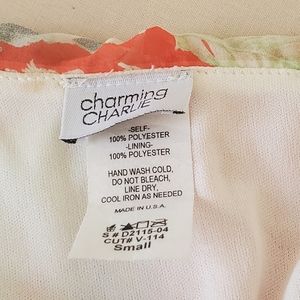 charming
CHARLIE
-SELF-
100% POLYESTER
-LINING-
100% POLYESTER
HAND WASH COLD,
DO NOT BLEACH,
LINE DRY,
COOL IRON AS NEEDED
MADE IN U.S.A.
S # D2115-04
CUT# V-114
Small